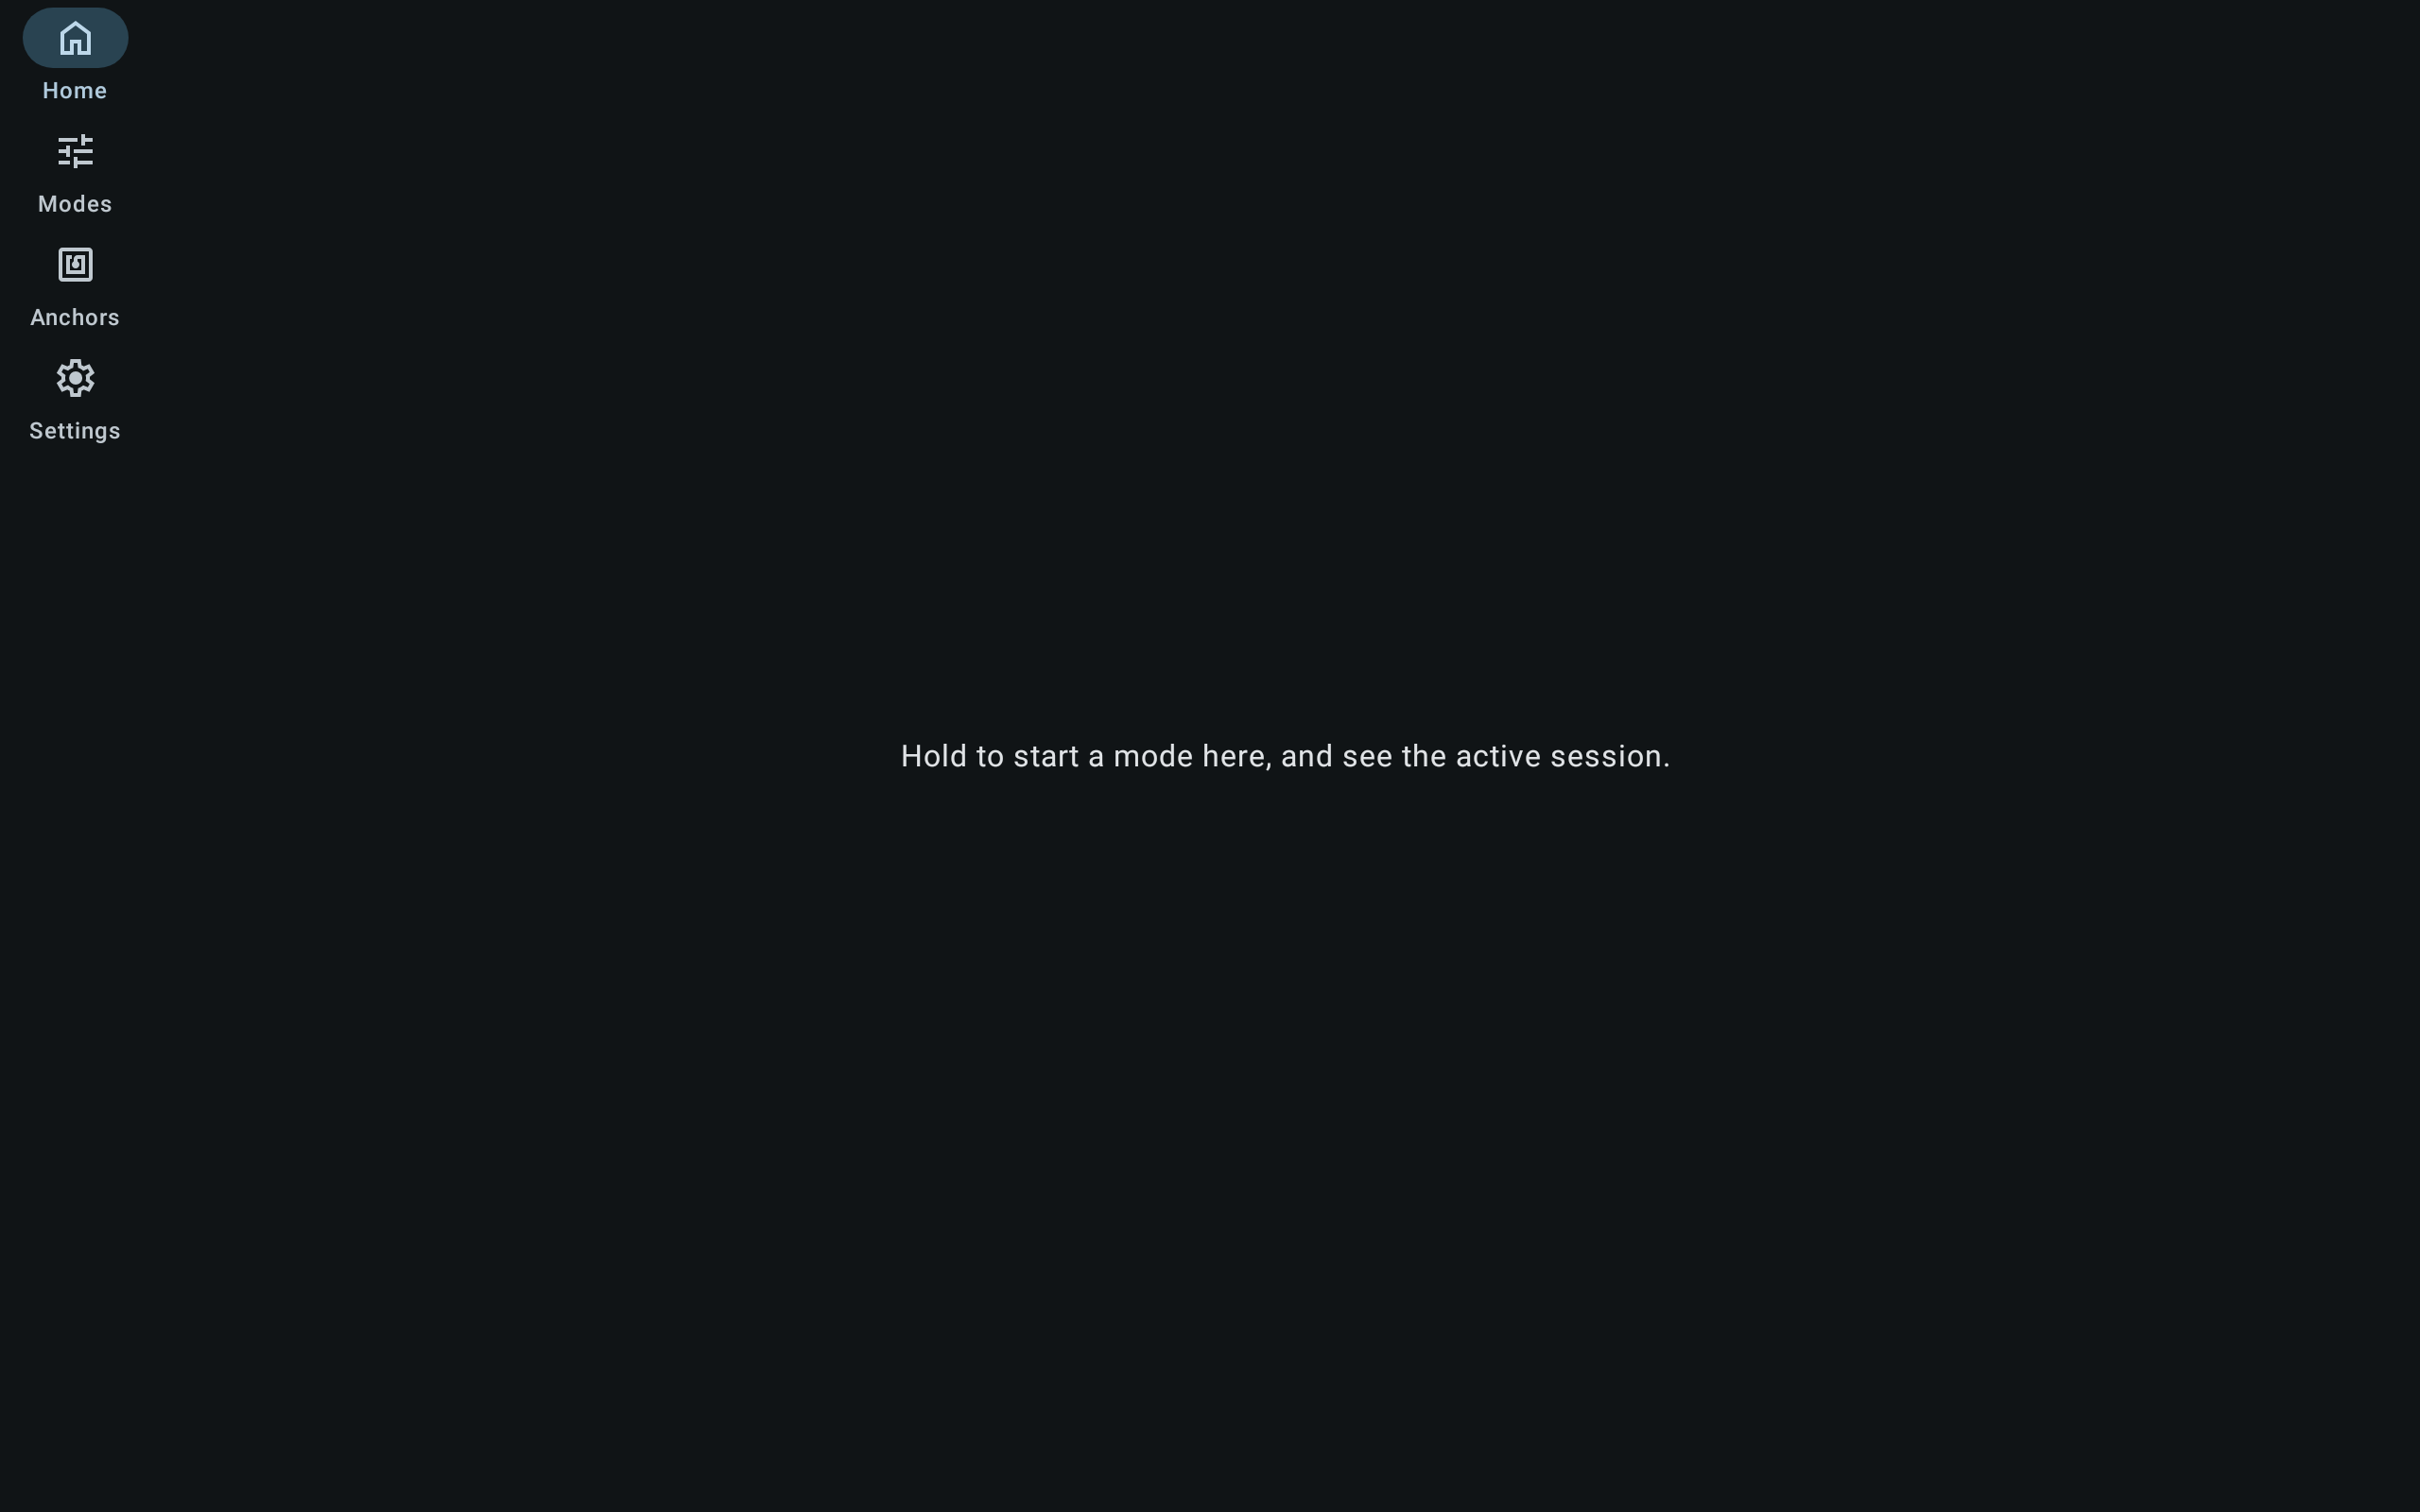 Home
Modes
Anchors
Settings
Hold to start a mode here, and see the active session.